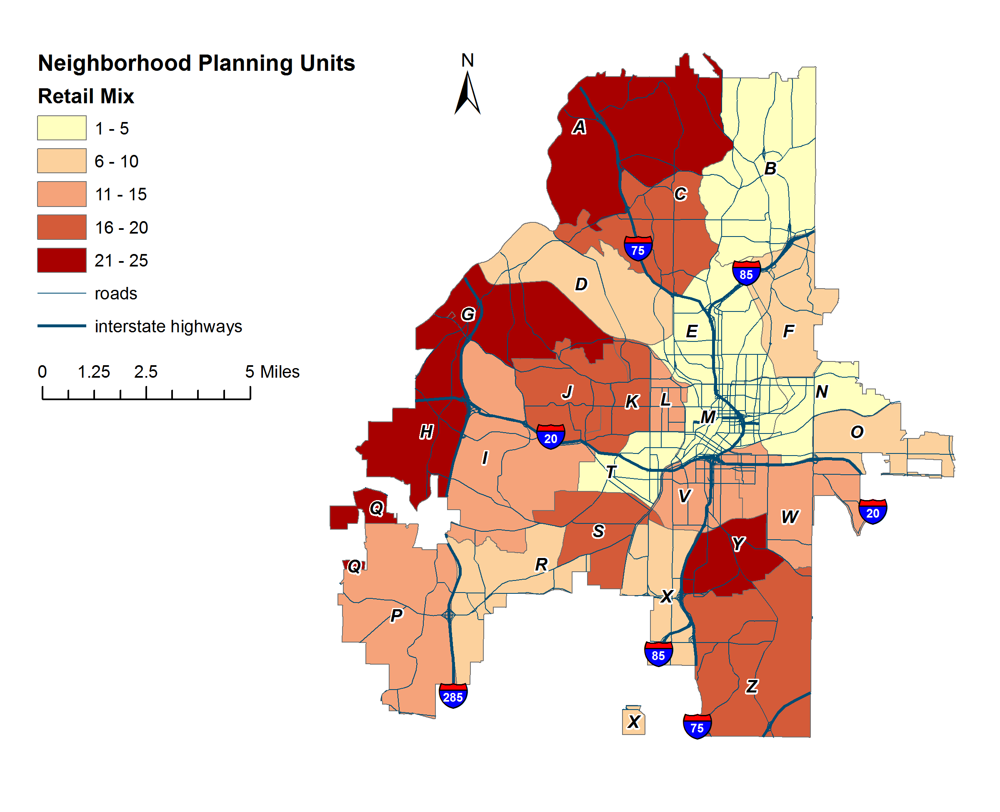 Neighborhood Planning Units
Retail Mix
1 - 5
6 - 10
11 - 15
16 - 20
21 - 25
roads
interstate highways
0 1.25 2.5 5 Miles
N
A
B
C
75
85
D
G
E
F
J
K
L
N
M
H
O
20
I
T
V
Q
W
20
S
Y
R
Q
X
P
85
Z
285
X
75